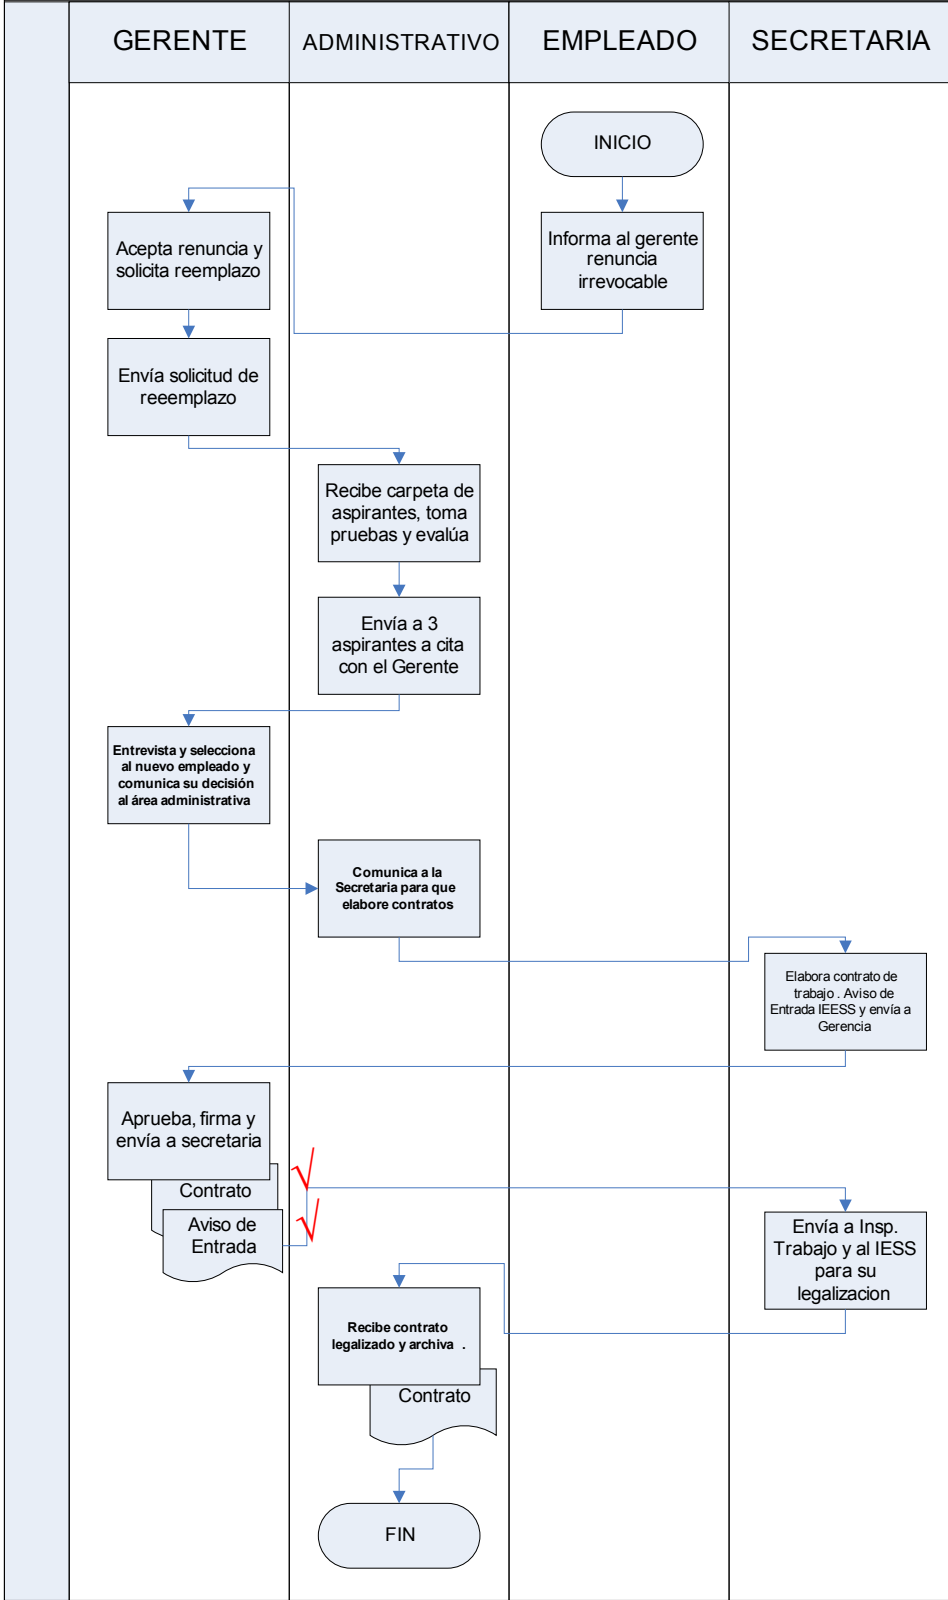 GERENTE
ADMINISTRATIVO
EMPLEADO
SECRETARIA
INICIO
Informa al gerente
renuncia
irrevocable
Acepta renuncia y
solicita reemplazo
Envía solicitud de
reeemplazo
Recibe carpeta de
aspirantes, toma
pruebas y evalúa
Envía a 3
aspirantes a cita
con el Gerente
Entrevista y selecciona
al nuevo empleado y
comunica su decisión
al área administrativa
Comunica a la
Secretaria para que
elabore contratos
Elabora contrato de
trabajo . Aviso de
Entrada IEESS y envía a
Gerencia
Aprueba, firma y
envía a secretaria
Contrato
Aviso de
Entrada
Envía a Insp.
Trabajo y al IESS
para su
legalizacion
Recibe contrato
legalizado y archiva .
Contrato
FIN